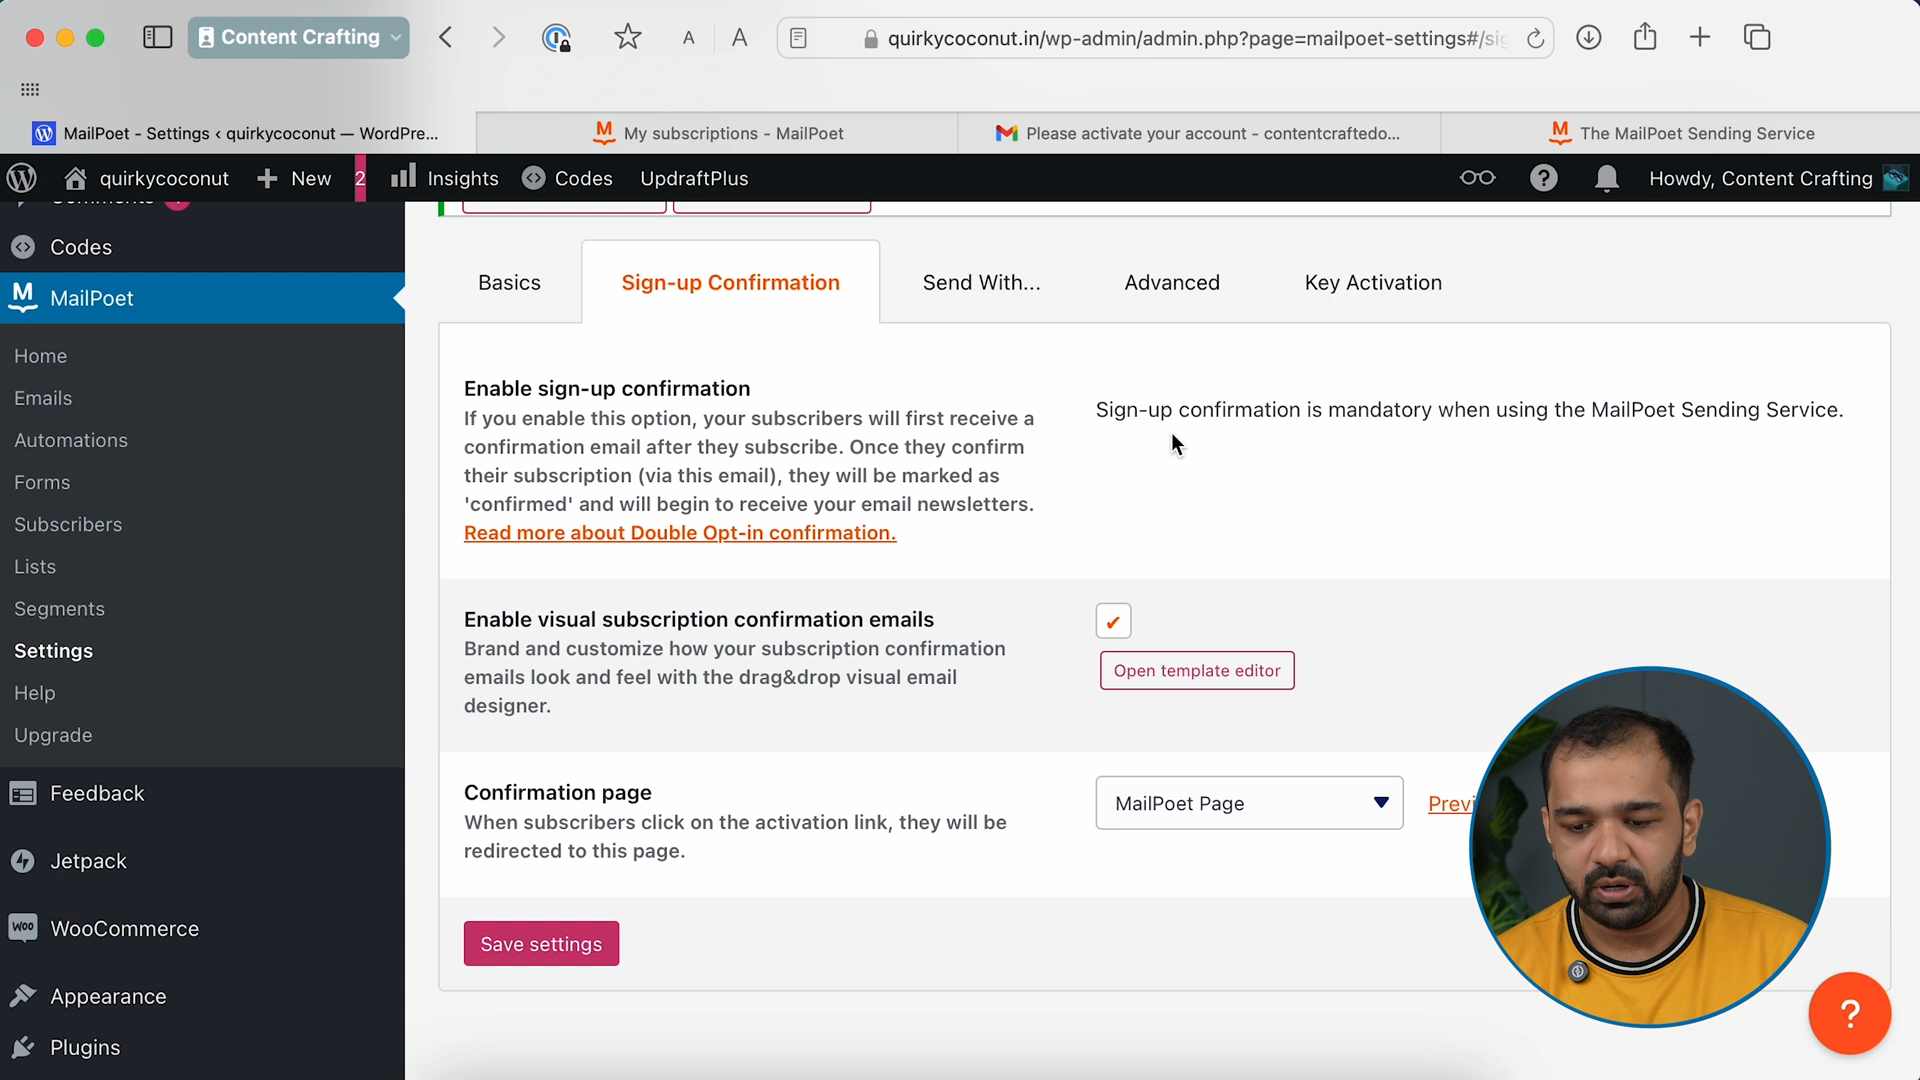 Content Crafting
A
A
quirkycoconut.in/wp-admin/admin.php?page=mailpoet-settings#/sig
MailPoet - Settings ‹ quirkycoconut — WordPre...
My subscriptions - MailPoet
Please activate your account - contentcraftedo...
The MailPoet Sending Service
quirkycoconut
New
2
Insights
Codes
UpdraftPlus
Howdy, Content Crafting
Codes
MailPoet
Home
Emails
Automations
Forms
Subscribers
Lists
Segments
Settings
Help
Upgrade
Feedback
Jetpack
WooCommerce
Appearance
Plugins
Basics
Sign-up Confirmation
Send With...
Advanced
Key Activation
Enable sign-up confirmation
If you enable this option, your subscribers will first receive a
confirmation email after they subscribe. Once they confirm
their subscription (via this email), they will be marked as
'confirmed' and will begin to receive your email newsletters.
Read more about Double Opt-in confirmation.
Sign-up confirmation is mandatory when using the MailPoet Sending Service.
Enable visual subscription confirmation emails
Brand and customize how your subscription confirmation
emails look and feel with the drag&drop visual email
designer.
Open template editor
Confirmation page
When subscribers click on the activation link, they will be
redirected to this page.
MailPoet Page
Previ
Save settings
?